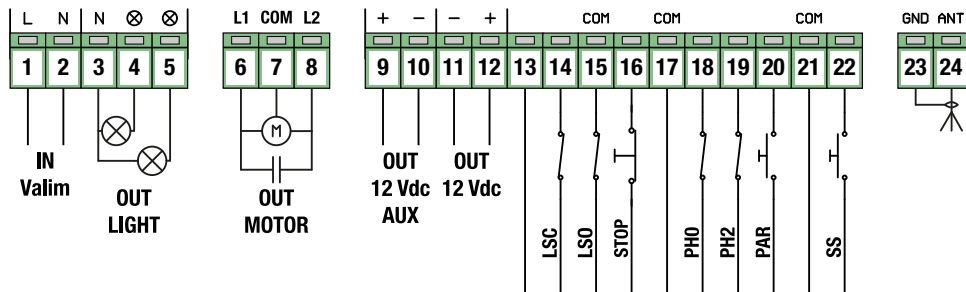 L N N ⊗ ⊗ L1 COM L2 + − − + COM COM COM GND ANT
1 2 3 4 5 6 7 8 9 10 11 12 13 14 15 16 17 18 19 20 21 22 23 24
M
IN
Valim
OUT
LIGHT
OUT
MOTOR
OUT
12 Vdc
AUX
OUT
12 Vdc
LSC
LSO
STOP
PHO
PH2
PAR
SS